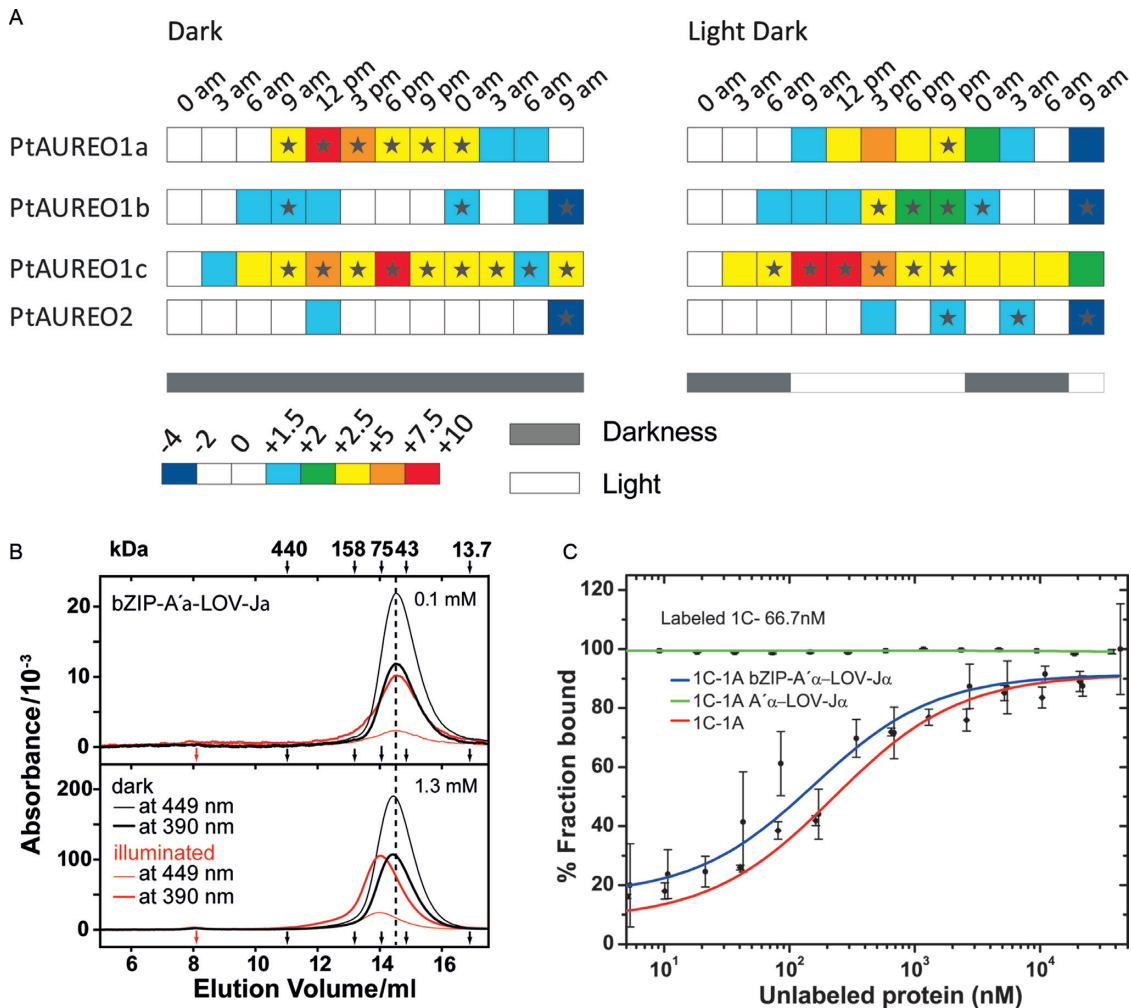 A
Dark
Light Dark
0 am 3 am 6 am 9 am 12 pm 3 pm 6 pm 9 pm 0 am 3 am 6 am 9 am
0 am 3 am 6 am 9 am 12 pm 3 pm 6 pm 9 pm 0 am 3 am 6 am 9 am
PtAUREO1a
PtAUREO1b
PtAUREO1c
PtAUREO2
-4 -2 0 +1.5 +2 +2.5 +5 +7.5 +10
Darkness
Light
B
kDa 440 158 75 43 13.7
bZIP-A´a-LOV-Ja
0.1 mM
20
10
0
dark
at 449 nm
at 390 nm
illuminated
at 449 nm
at 390 nm
1.3 mM
200
100
0
Absorbance/10-3
6 8 10 12 14 16
Elution Volume/ml
C
Labeled 1C- 66.7nM
1C-1A bZIP-A´α–LOV-Jα
1C-1A A´α–LOV-Jα
1C-1A
120
100
80
60
40
20
0
% Fraction bound
10¹ 10² 10³ 10⁴
Unlabeled protein (nM)